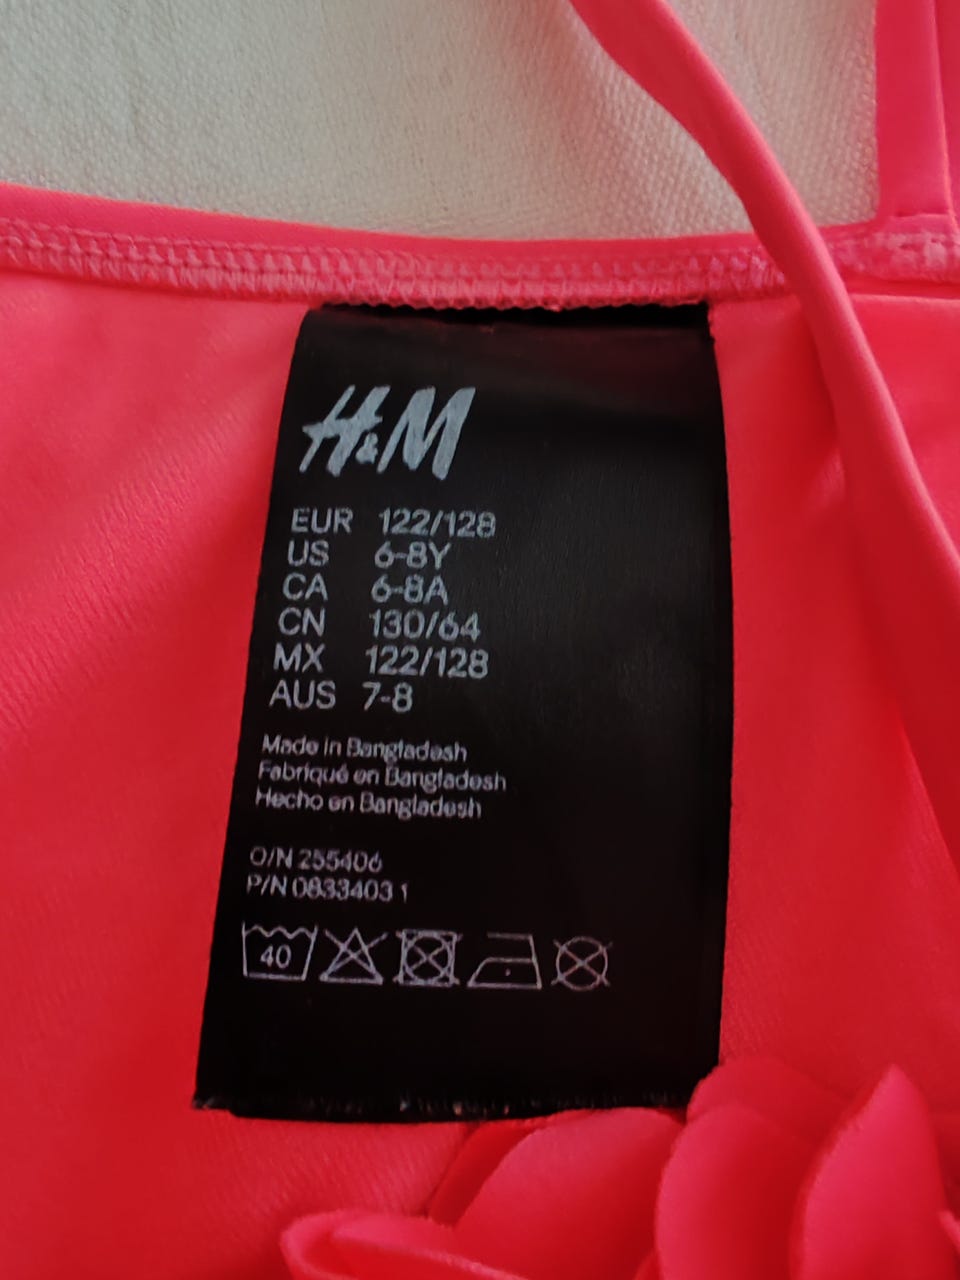 H&M
EUR 122/128
US 6-8Y
CA 6-8A
CN 130/64
MX 122/128
AUS 7-8
Made in Bangladesh
Fabriqué en Bangladesh
Hecho en Bangladesh
O/N 255406
P/N 0833403 1
40